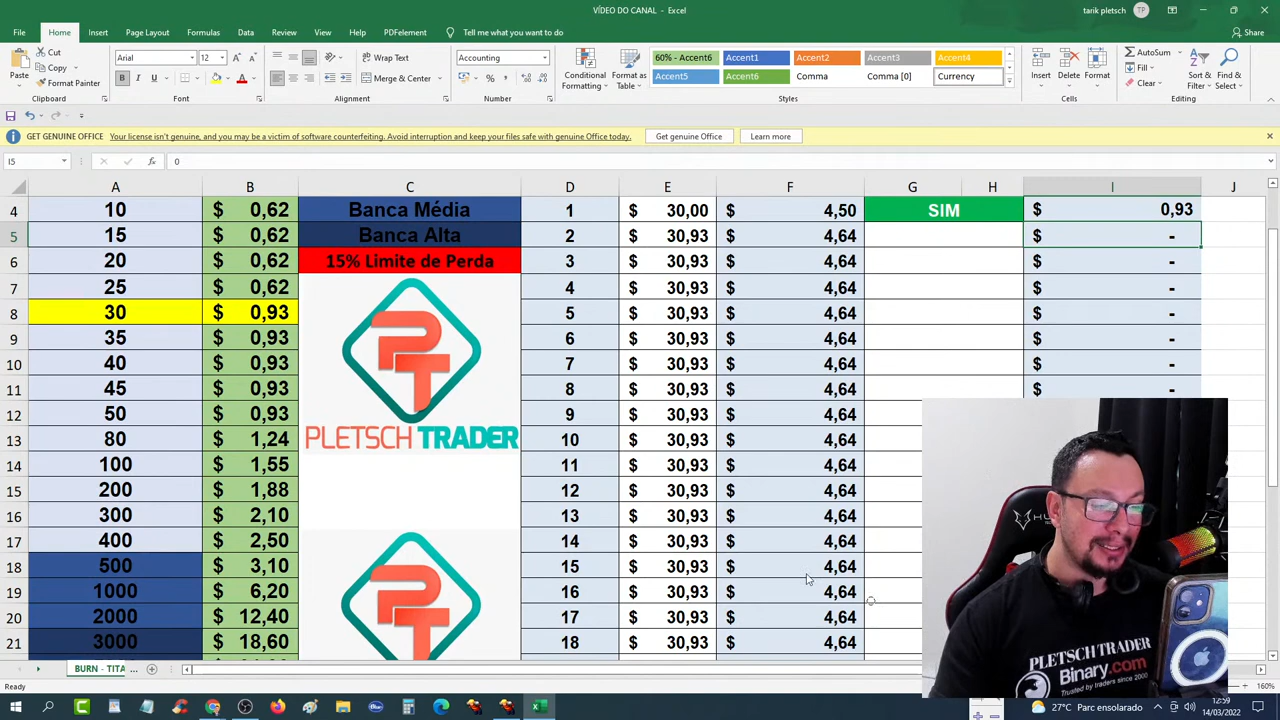 VÍDEO DO CANAL - Excel
tarik pletsch TP
File Home Insert Page Layout Formulas Data Review View Help PDFelement Tell me what you want to do Share
Paste Cut Copy Format Painter Clipboard
Arial 12 B I U Font
Wrap Text Merge & Center Alignment
Accounting Number
Conditional Formatting Format as Table
60% - Accent6 Accent1 Accent2 Accent3 Accent4
Accent5 Accent6 Comma Comma [0] Currency
Styles
Insert Delete Format Cells
AutoSum Fill Clear Sort & Filter Find & Select Editing
GET GENUINE OFFICE Your license isn't genuine, and you may be a victim of software counterfeiting. Avoid interruption and keep your files safe with genuine Office today. Get genuine Office Learn more
I5 fx 0
A B C D E F G H I J
4 10 $ 0,62 Banca Média 1 $ 30,00 $ 4,50 SIM $ 0,93
5 15 $ 0,62 Banca Alta 2 $ 30,93 $ 4,64 $ -
6 20 $ 0,62 15% Limite de Perda 3 $ 30,93 $ 4,64 $ -
7 25 $ 0,62 4 $ 30,93 $ 4,64 $ -
8 30 $ 0,93 5 $ 30,93 $ 4,64 $ -
9 35 $ 0,93 6 $ 30,93 $ 4,64 $ -
10 40 $ 0,93 7 $ 30,93 $ 4,64 $ -
11 45 $ 0,93 8 $ 30,93 $ 4,64 $ -
12 50 $ 0,93 9 $ 30,93 $ 4,64
13 80 $ 1,24 PLETSCH TRADER 10 $ 30,93 $ 4,64
14 100 $ 1,55 11 $ 30,93 $ 4,64
15 200 $ 1,88 12 $ 30,93 $ 4,64
16 300 $ 2,10 13 $ 30,93 $ 4,64
17 400 $ 2,50 14 $ 30,93 $ 4,64
18 500 $ 3,10 15 $ 30,93 $ 4,64
19 1000 $ 6,20 16 $ 30,93 $ 4,64
20 2000 $ 12,40 17 $ 30,93 $ 4,64
21 3000 $ 18,60 18 $ 30,93 $ 4,64
PLETSCH TRADER
Binary.com
Trusted by traders since 2000
BURN - TITA ...
Ready 160%
27°C Parc ensolarado 12:59
14/03/2022